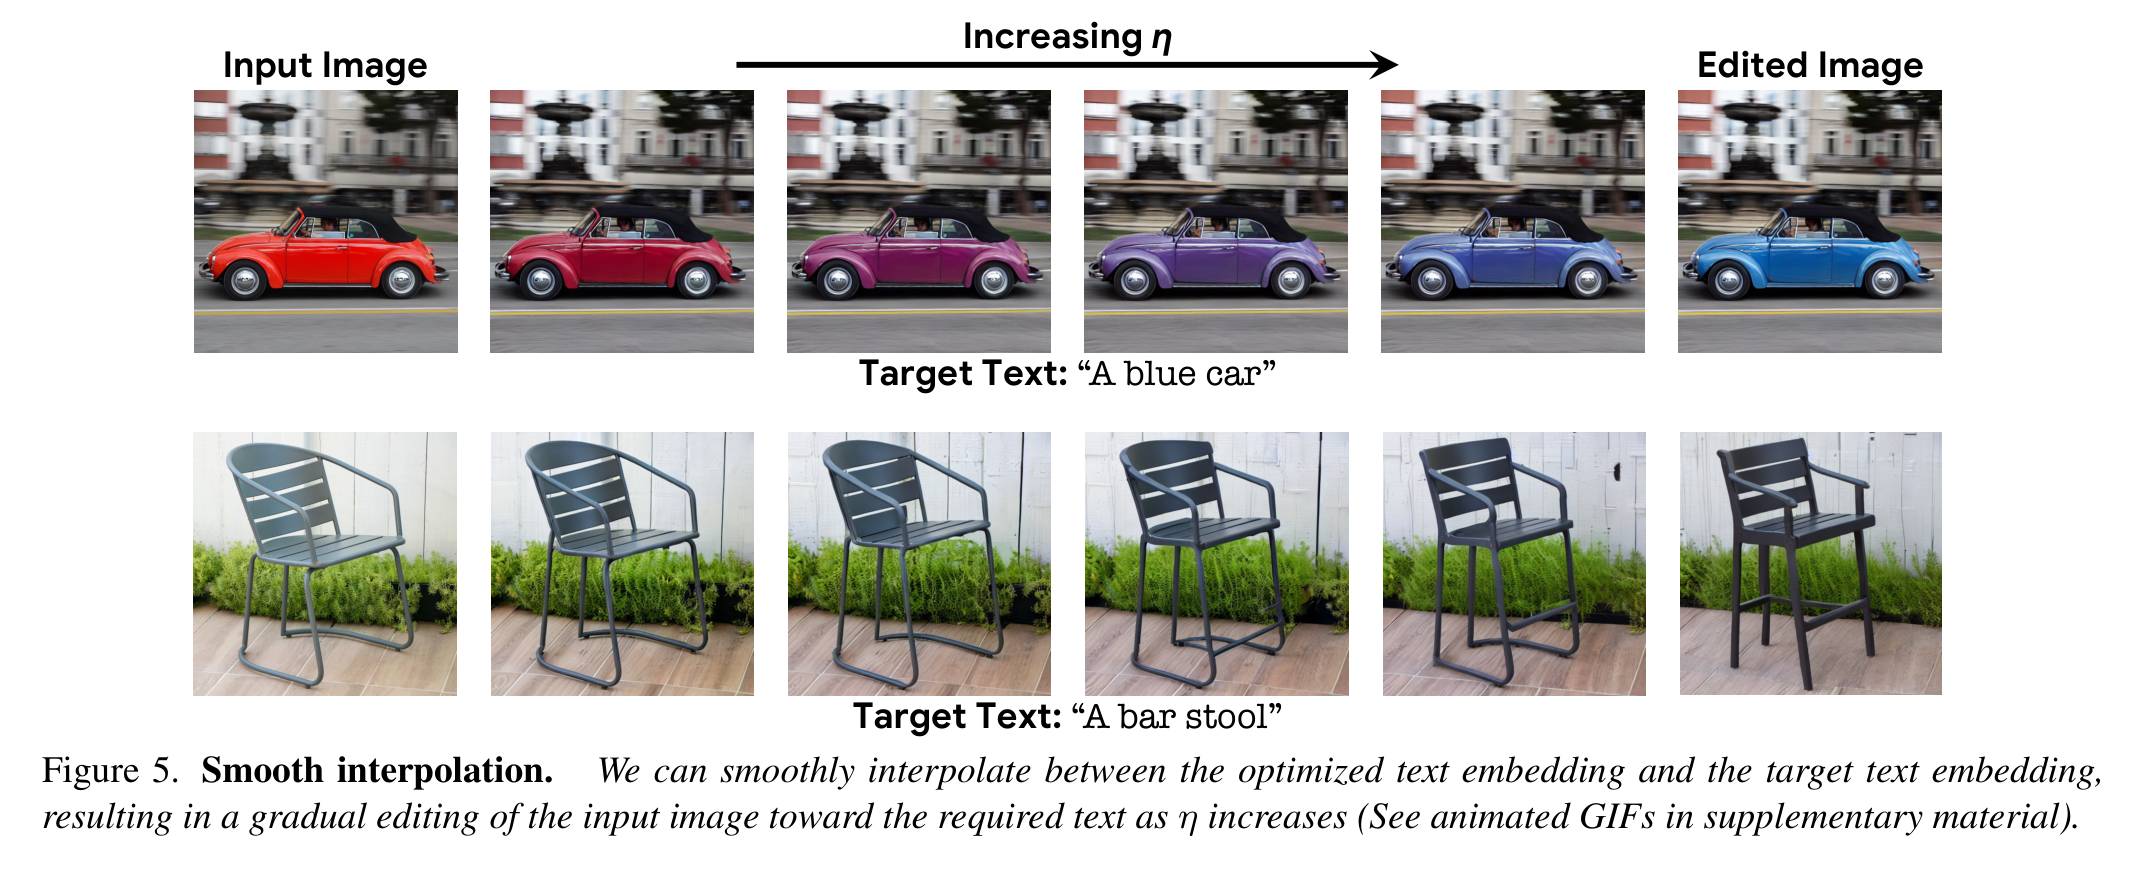 Increasing η
Input Image
Edited Image
Target Text: “A blue car”
Target Text: “A bar stool”
Figure 5. Smooth interpolation. We can smoothly interpolate between the optimized text embedding and the target text embedding,
resulting in a gradual editing of the input image toward the required text as η increases (See animated GIFs in supplementary material).